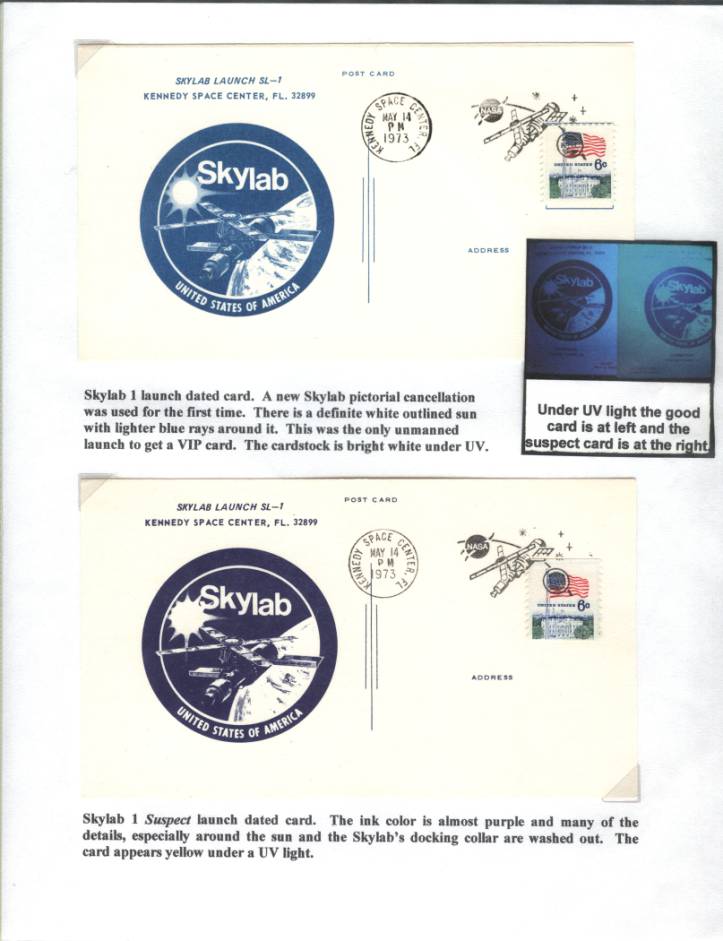 SKYLAB LAUNCH SL-1
KENNEDY SPACE CENTER, FL. 32899
POST CARD
KENNEDY SPACE CENTER, FL
MAY 14
PM
1973
NASA
UNITED STATES 6c
Skylab
UNITED STATES OF AMERICA
ADDRESS
Skylab
Skylab
Under UV light the good
card is at left and the
suspect card is at the right.
Skylab 1 launch dated card. A new Skylab pictorial cancellation
was used for the first time. There is a definite white outlined sun
with lighter blue rays around it. This was the only unmanned
launch to get a VIP card. The cardstock is bright white under UV.
SKYLAB LAUNCH SL-1
KENNEDY SPACE CENTER, FL. 32899
POST CARD
KENNEDY SPACE CENTER, FL
MAY 14
PM
1973
NASA
UNITED STATES 6c
Skylab
UNITED STATES OF AMERICA
ADDRESS
Skylab 1 Suspect launch dated card. The ink color is almost purple and many of the
details, especially around the sun and the Skylab's docking collar are washed out. The
card appears yellow under a UV light.